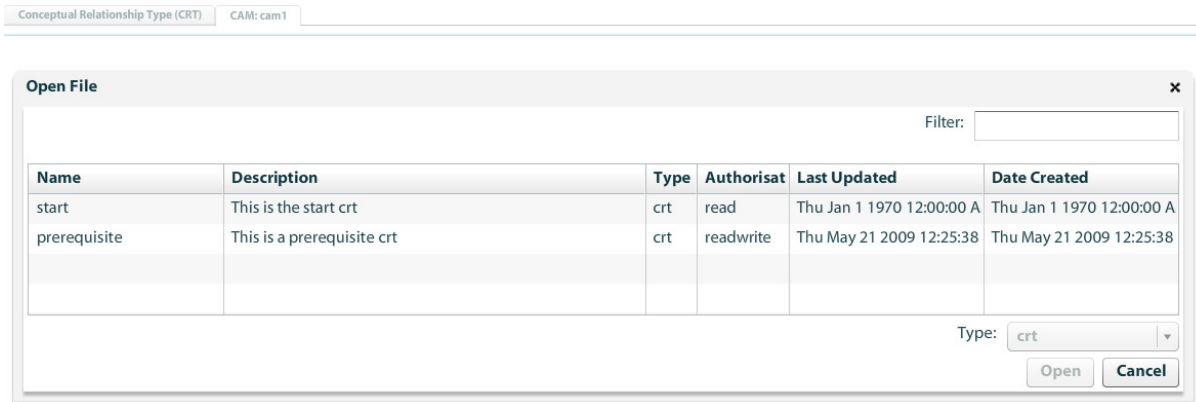 Conceptual Relationship Type (CRT) CAM: cam1
Open File x
Filter:
Name Description Type Authorisat Last Updated Date Created
start This is the start crt crt read Thu Jan 1 1970 12:00:00 A Thu Jan 1 1970 12:00:00 A
prerequisite This is a prerequisite crt crt readwrite Thu May 21 2009 12:25:38 Thu May 21 2009 12:25:38
Type: crt
Open Cancel